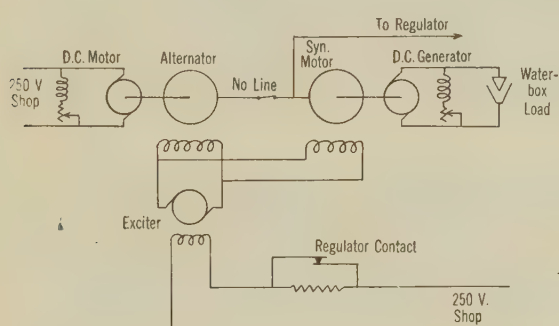 To Regulator
D.C. Motor
Alternator
Syn.
Motor
D.C. Generator
250 V
Shop
No Line
Water-
box
Load
Exciter
Regulator Contact
250 V.
Shop